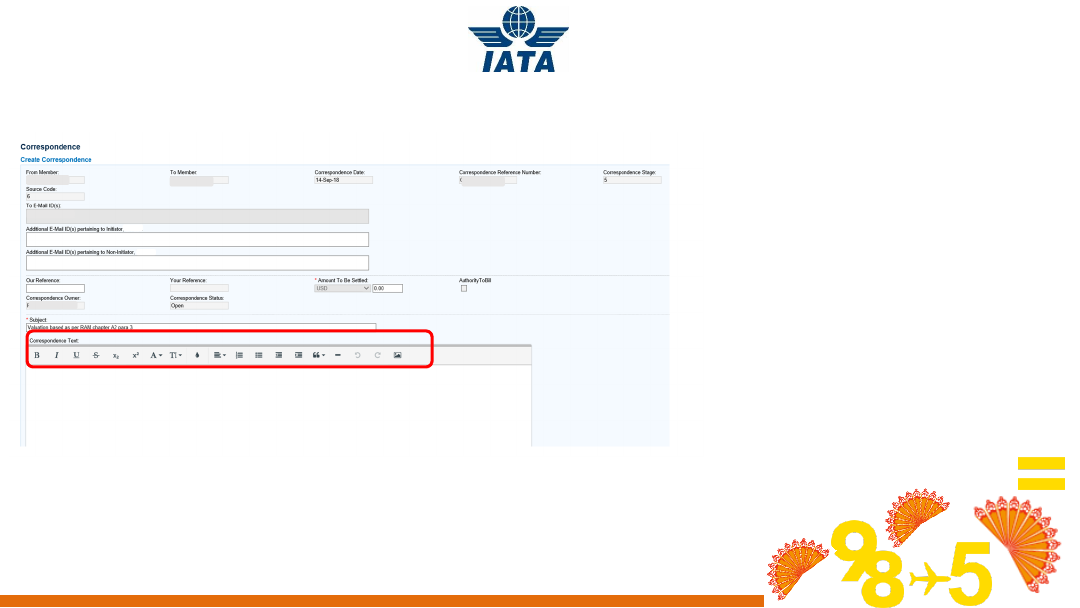 IATA
Correspondence
Create Correspondence
From Member: To Member: Correspondence Date: Correspondence Reference Number: Correspondence Stage:
14-Sep-18 5
Source Code:
6
To E-Mail ID(s):
Additional E-Mail ID(s) pertaining to Initiator,
Additional E-Mail ID(s) pertaining to Non-Initiator,
Our Reference: Your Reference: * Amount To Be Settled: AuthorityToBill
USD 0.00
Correspondence Owner: Correspondence Status:
Open
* Subject:
Valuation based as per RAM chapter A2 para 3
Correspondence Text:
B I U S x₂ x² A T
98 5